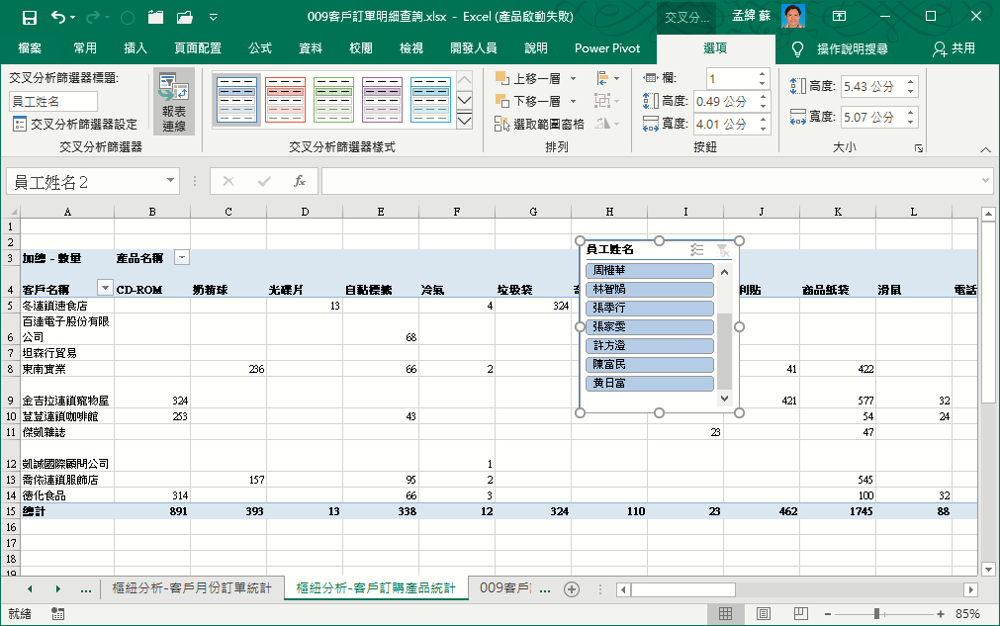 009客戶訂單明細查詢.xlsx - Excel (產品啟動失敗)
交叉分...
孟緯 蘇
檔案 常用 插入 頁面配置 公式 資料 校閱 檢視 開發人員 說明 Power Pivot 選項 操作說明搜尋 共用
交叉分析篩選器標題:
員工姓名
交叉分析篩選器設定
報表
連線
交叉分析篩選器
交叉分析篩選器樣式
上移一層
下移一層
選取範圍窗格
排列
欄: 1
高度: 0.49 公分
寬度: 4.01 公分
按鈕
高度: 5.43 公分
寬度: 5.07 公分
大小
員工姓名 2
fx
A B C D E F G H I J K L
1
2
3 加總 - 數量 產品名稱
4 客戶名稱 CD-ROM 奶精球 光碟片 自黏標籤 冷氣 垃圾袋 利貼 商品紙袋 滑鼠 電話
5 冬連鎖速食店 13 4 324
百達電子股份有限
6 公司 68
7 坦森行貿易
8 東南實業 236 66 2 41 422
9 金吉拉連鎖寵物屋 324 421 577 32
10 荳荳連鎖咖啡館 253 43 54 24
11 傑凱雜誌 23 47
12 凱誠國際顧問公司 1
13 喬依連鎖服飾店 157 95 2 545
14 德化食品 314 66 3 100 32
15 總計 891 393 13 338 12 324 110 23 462 1745 88
16
17
18
19
員工姓名
周權華
林智娟
張季行
張家雯
許方澄
陳富民
黃日富
... 樞紐分析-客戶月份訂單統計 樞紐分析-客戶訂購產品統計 009客戶 ...
就緒
85%